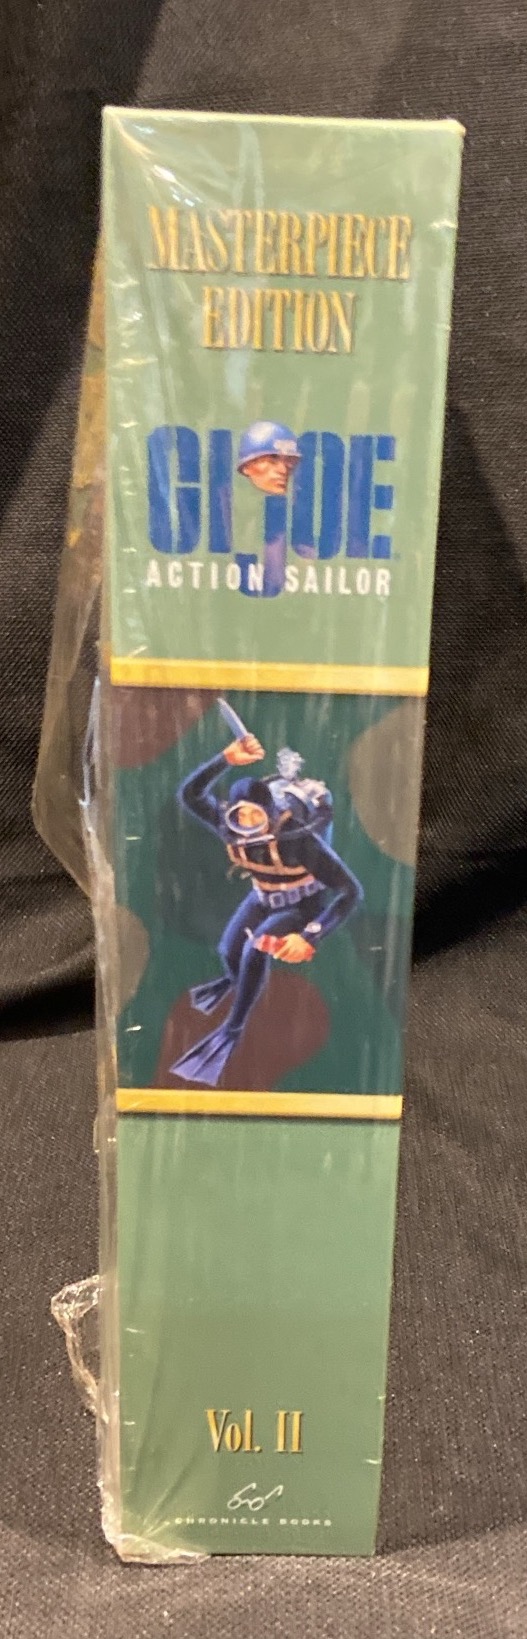 MASTERPIECE
EDITION
GI JOE
ACTION SAILOR
Vol. II
CHRONICLE BOOKS